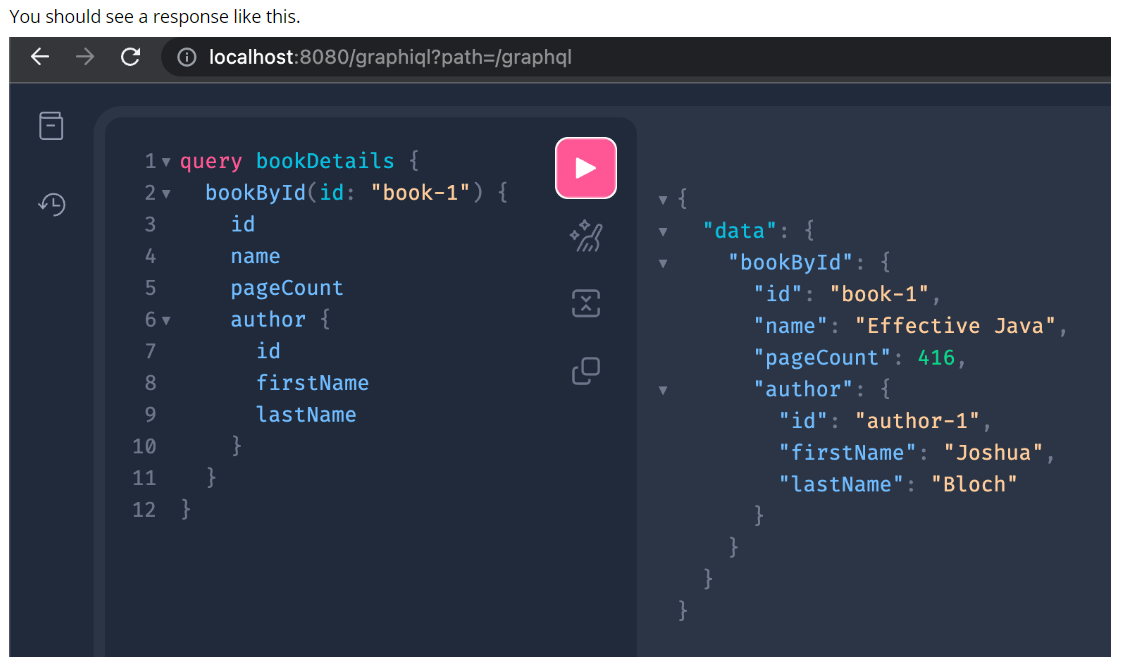 You should see a response like this.
localhost:8080/graphiql?path=/graphql
1 query bookDetails {
2 bookById(id: "book-1") {
3 id
4 name
5 pageCount
6 author {
7 id
8 firstName
9 lastName
10 }
11 }
12 }
{
"data": {
"bookById": {
"id": "book-1",
"name": "Effective Java",
"pageCount": 416,
"author": {
"id": "author-1",
"firstName": "Joshua",
"lastName": "Bloch"
}
}
}
}